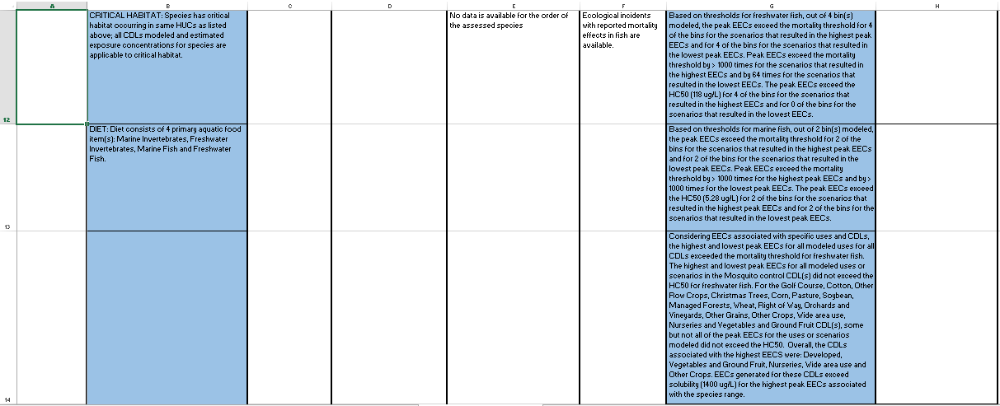 A B C D E F G H
CRITICAL HABITAT: Species has critical
habitat occurring in same HUCs as listed
above; all CDLs modeled and estimated
exposure concentrations for species are
applicable to critical habitat.
No data is available for the order of
the assessed species
Ecological incidents
with reported mortality
effects in fish are
available.
Based on thresholds for freshwater fish, out of 4 bin(s)
modeled, the peak EECs exceed the mortality threshold for 4
of the bins for the scenarios that resulted in the highest peak
EECs and for 4 of the bins for the scenarios that resulted in
the lowest peak EECs. Peak EECs exceed the mortality
threshold by > 1000 times for the scenarios that resulted in
the highest EECs and by 64 times for the scenarios that
resulted in the lowest EECs. The peak EECs exceed the
HC50 (118 ug/L) for 4 of the bins for the scenarios that
resulted in the highest EECs and for 0 of the bins for the
scenarios that resulted in the lowest EECs.
12
DIET: Diet consists of 4 primary aquatic food
item(s): Marine Invertebrates, Freshwater
Invertebrates, Marine Fish and Freshwater
Fish.
Based on thresholds for marine fish, out of 2 bin(s) modeled,
the peak EECs exceed the mortality threshold for 2 of the
bins for the scenarios that resulted in the highest peak EECs
and for 2 of the bins for the scenarios that resulted in the
lowest peak EECs. Peak EECs exceed the mortality
threshold by > 1000 times for the highest peak EECs and by >
1000 times for the lowest peak EECs. The peak EECs exceed
the HC50 (5.28 ug/L) for 2 of the bins for the scenarios that
resulted in the highest peak EECs and for 2 of the bins for the
scenarios that resulted in the lowest peak EECs.
13
Considering EECs associated with specific uses and CDLs,
the highest and lowest peak EECs for all modeled uses for all
CDLs exceeded the mortality threshold for freshwater fish.
The highest and lowest peak EECs for all modeled uses or
scenarios in the Mosquito control CDL(s) did not exceed the
HC50 for freshwater fish. For the Golf Course, Cotton, Other
Row Crops, Christmas Trees, Corn, Pasture, Soybean,
Managed Forests, Wheat, Right of Way, Orchards and
Vineyards, Other Grains, Other Crops, Wide area use,
Nurseries and Vegetables and Ground Fruit CDL(s), some
but not all of the peak EECs for the uses or scenarios
modeled did not exceed the HC50. Overall, the CDLs
associated with the highest EECS were: Developed,
Vegetables and Ground Fruit, Nurseries, Wide area use and
Other Crops. EECs generated for these CDLs exceed
solubility (1400 ug/L) for the highest peak EECs associated
with the species range.
14